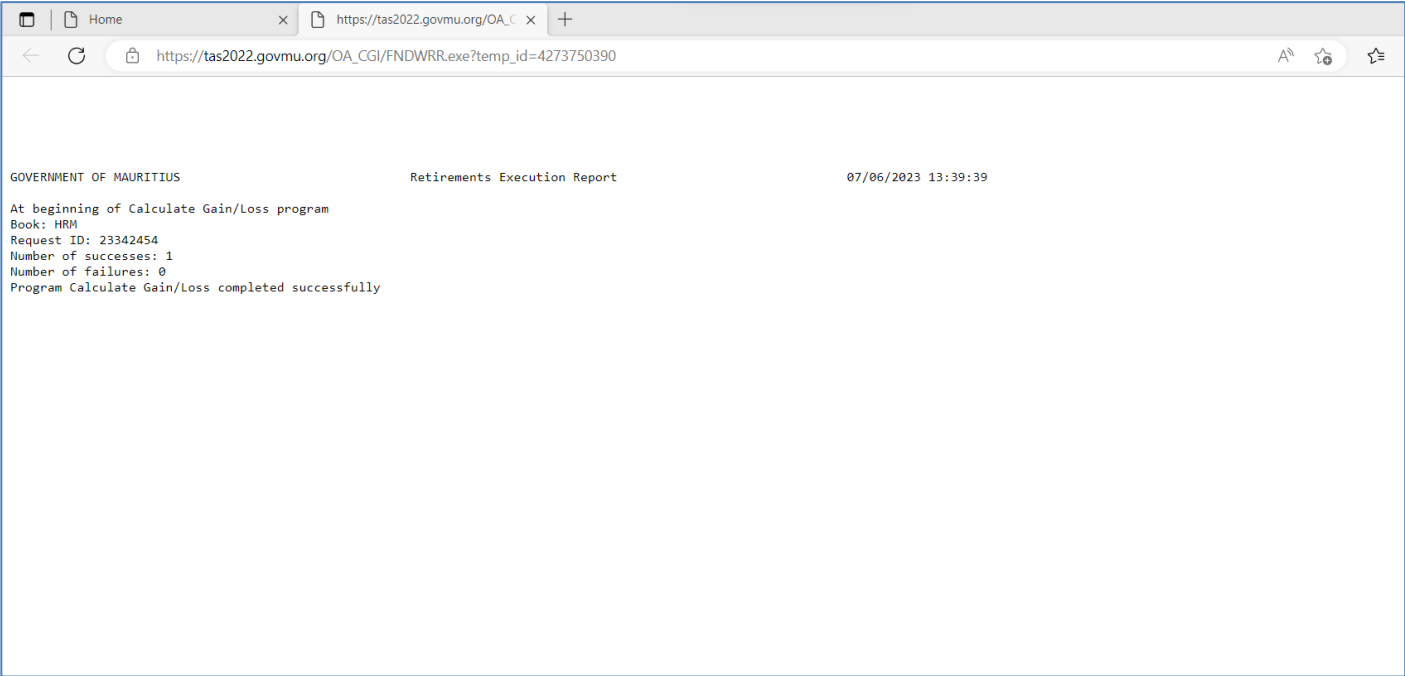 Home
https://tas2022.govmu.org/OA_C
https://tas2022.govmu.org/OA_CGI/FNDWRR.exe?temp_id=4273750390
GOVERNMENT OF MAURITIUS Retirements Execution Report 07/06/2023 13:39:39
At beginning of Calculate Gain/Loss program
Book: HRM
Request ID: 23342454
Number of successes: 1
Number of failures: 0
Program Calculate Gain/Loss completed successfully